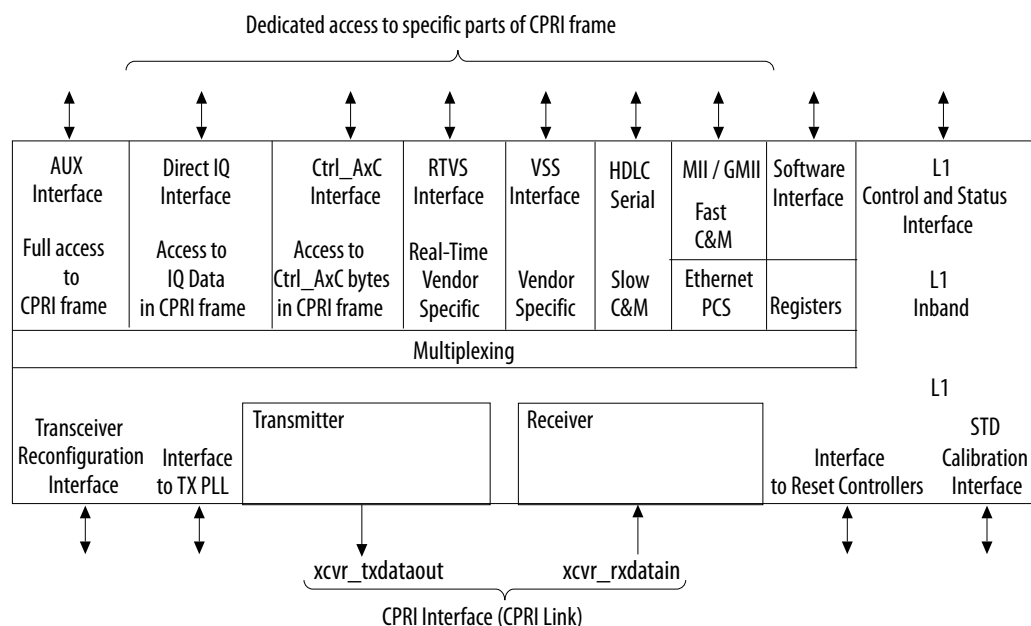 Dedicated access to specific parts of CPRI frame
AUX
Interface
Full access
to
CPRI frame
Direct IQ
Interface
Access to
IQ Data
in CPRI frame
Ctrl_AxC
Interface
Access to
Ctrl_AxC bytes
in CPRI frame
RTVS
Interface
Real-Time
Vendor
Specific
VSS
Interface
Vendor
Specific
HDLC
Serial
Slow
C&M
MII / GMII
Fast
C&M
Ethernet
PCS
Software
Interface
Registers
L1
Control and Status
Interface
L1
Inband
Multiplexing
L1
Transceiver
Reconfiguration
Interface
Interface
to TX PLL
Transmitter
Receiver
Interface
to Reset Controllers
STD
Calibration
Interface
xcvr_txdataout
xcvr_rxdatain
CPRI Interface (CPRI Link)